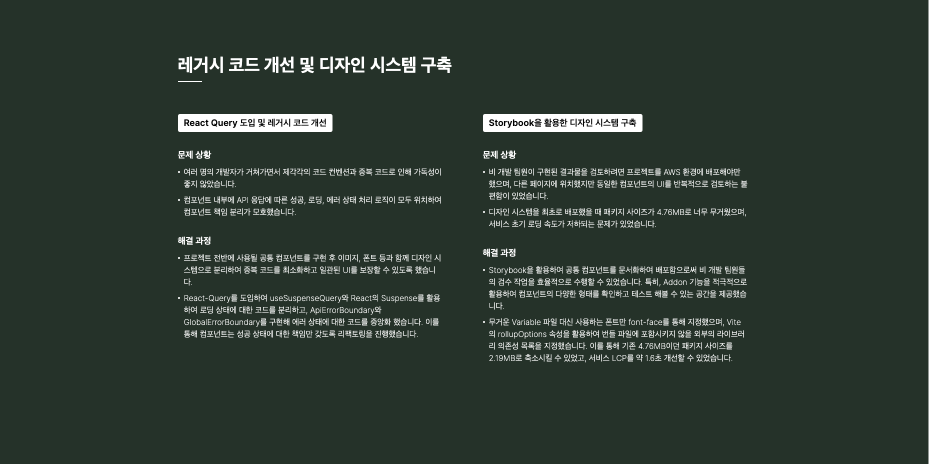 레거시 코드 개선 및 디자인 시스템 구축
React Query 도입 및 레거시 코드 개선
문제 상황
• 여러 명의 개발자가 거쳐가면서 제각각의 코드 컨벤션과 중복 코드로 인해 가독성이
좋지 않았습니다.
• 컴포넌트 내부에 API 응답에 따른 성공, 로딩, 에러 상태 처리 로직이 모두 위치하여
컴포넌트 책임 분리가 모호했습니다.
해결 과정
• 프로젝트 전반에 사용될 공통 컴포넌트를 구현 후 이미지, 폰트 등과 함께 디자인 시
스템으로 분리하여 중복 코드를 최소화하고 일관된 UI를 보장할 수 있도록 했습니
다.
• React-Query를 도입하여 useSuspenseQuery와 React의 Suspense를 활용
하여 로딩 상태에 대한 코드를 분리하고, ApiErrorBoundary와
GlobalErrorBoundary를 구현해 에러 상태에 대한 코드를 중앙화 했습니다. 이를
통해 컴포넌트는 성공 상태에 대한 책임만 갖도록 리팩토링을 진행했습니다.
Storybook을 활용한 디자인 시스템 구축
문제 상황
• 비 개발 팀원이 구현된 결과물을 검토하려면 프로젝트를 AWS 환경에 배포해야만
했으며, 다른 페이지에 위치했지만 동일한 컴포넌트의 UI를 반복적으로 검토하는 불
편함이 있었습니다.
• 디자인 시스템을 최초로 배포했을 때 패키지 사이즈가 4.76MB로 너무 무거웠으며,
서비스 초기 로딩 속도가 저하되는 문제가 있었습니다.
해결 과정
• Storybook을 활용하여 공통 컴포넌트를 문서화하여 배포함으로써 비 개발 팀원들
의 검수 작업을 효율적으로 수행할 수 있었습니다. 특히, Addon 기능을 적극적으로
활용하여 컴포넌트의 다양한 형태를 확인하고 테스트 해볼 수 있는 공간을 제공했습
니다.
• 무거운 Variable 파일 대신 사용하는 폰트만 font-face를 통해 지정했으며, Vite
의 rollupOptions 속성을 활용하여 번들 파일에 포함시키지 않을 외부의 라이브러
리 의존성 목록을 지정했습니다. 이를 통해 기존 4.76MB이던 패키지 사이즈를
2.19MB로 축소시킬 수 있었고, 서비스 LCP를 약 1.6초 개선할 수 있었습니다.